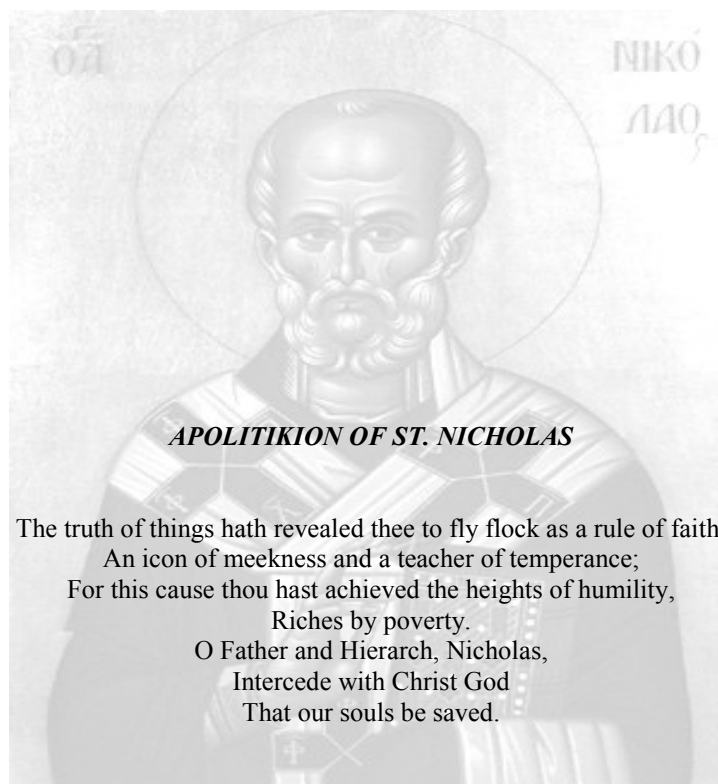 Ὁ Ἅ
ΝΙΚΟ
ΛΑΟς
APOLITIKION OF ST. NICHOLAS
The truth of things hath revealed thee to fly flock as a rule of faith
An icon of meekness and a teacher of temperance;
For this cause thou hast achieved the heights of humility,
Riches by poverty.
O Father and Hierarch, Nicholas,
Intercede with Christ God
That our souls be saved.